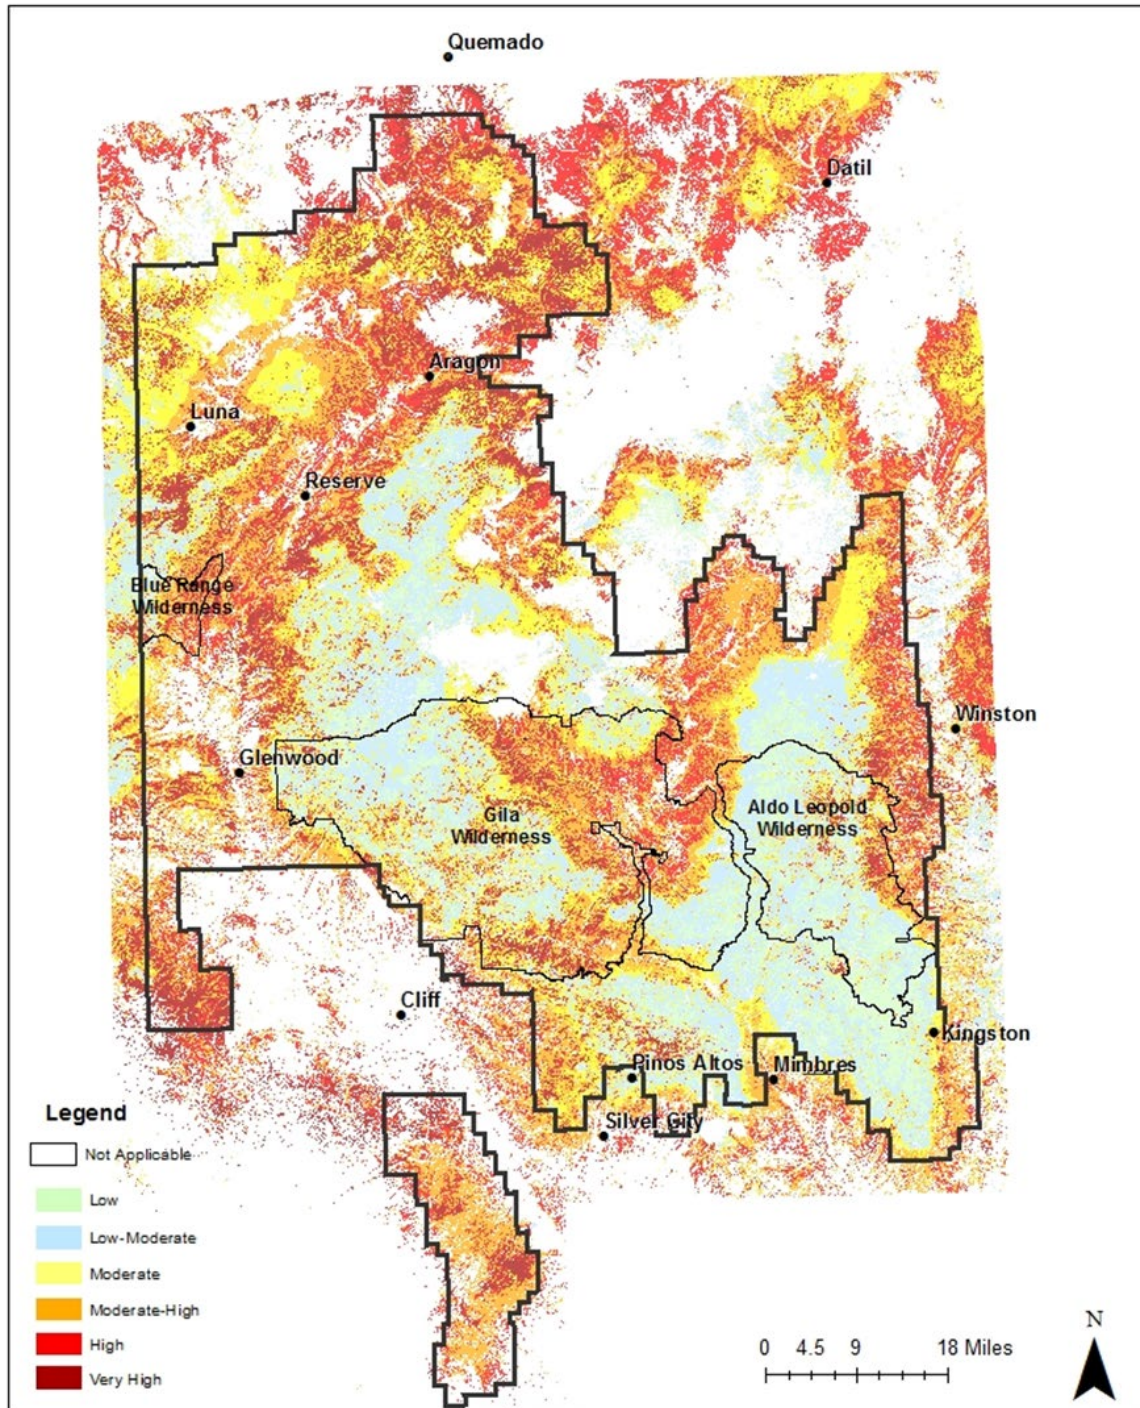 Quemado
Datil
Aragon
Luna
Reserve
Blue Range
Wilderness
Winston
Glenwood
Gila
Wilderness
Aldo Leopold
Wilderness
Cliff
Kingston
Pinos Altos
Mimbres
Silver City
Legend
Not Applicable
Low
Low-Moderate
Moderate
Moderate-High
High
Very High
0 4.5 9 18 Miles
N